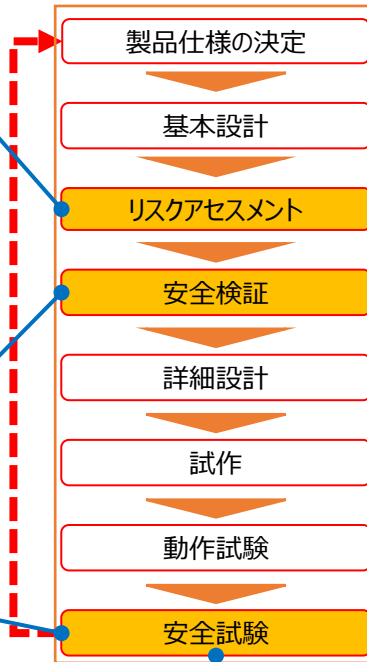 製品仕様の決定
基本設計
リスクアセスメント
安全検証
詳細設計
試作
動作試験
安全試験